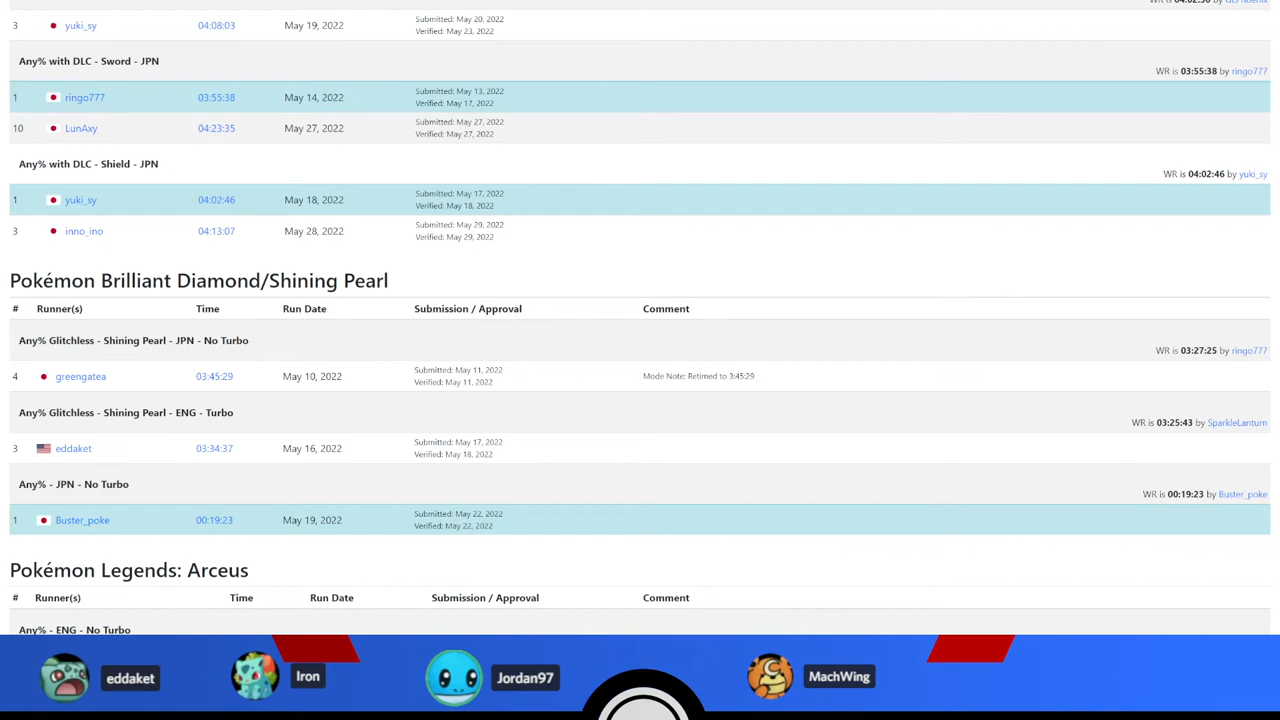 WR is 04:02:30 by GEPhoenix
3 yuki_sy 04:08:03 May 19, 2022 Submitted: May 20, 2022
Verified: May 23, 2022
Any% with DLC - Sword - JPN
WR is 03:55:38 by ringo777
1 ringo777 03:55:38 May 14, 2022 Submitted: May 13, 2022
Verified: May 17, 2022
10 LunAxy 04:23:35 May 27, 2022 Submitted: May 27, 2022
Verified: May 27, 2022
Any% with DLC - Shield - JPN
WR is 04:02:46 by yuki_sy
1 yuki_sy 04:02:46 May 18, 2022 Submitted: May 17, 2022
Verified: May 18, 2022
3 inno_ino 04:13:07 May 28, 2022 Submitted: May 29, 2022
Verified: May 29, 2022
Pokémon Brilliant Diamond/Shining Pearl
# Runner(s) Time Run Date Submission / Approval Comment
Any% Glitchless - Shining Pearl - JPN - No Turbo
WR is 03:27:25 by ringo777
4 greengatea 03:45:29 May 10, 2022 Submitted: May 11, 2022
Verified: May 11, 2022
Mode Note: Retimed to 3:45:29
Any% Glitchless - Shining Pearl - ENG - Turbo
WR is 03:25:43 by SparkleLantum
3 eddaket 03:34:37 May 16, 2022 Submitted: May 17, 2022
Verified: May 18, 2022
Any% - JPN - No Turbo
WR is 00:19:23 by Buster_poke
1 Buster_poke 00:19:23 May 19, 2022 Submitted: May 22, 2022
Verified: May 22, 2022
Pokémon Legends: Arceus
# Runner(s) Time Run Date Submission / Approval Comment
Any% - ENG - No Turbo
eddaket Iron Jordan97 MachWing